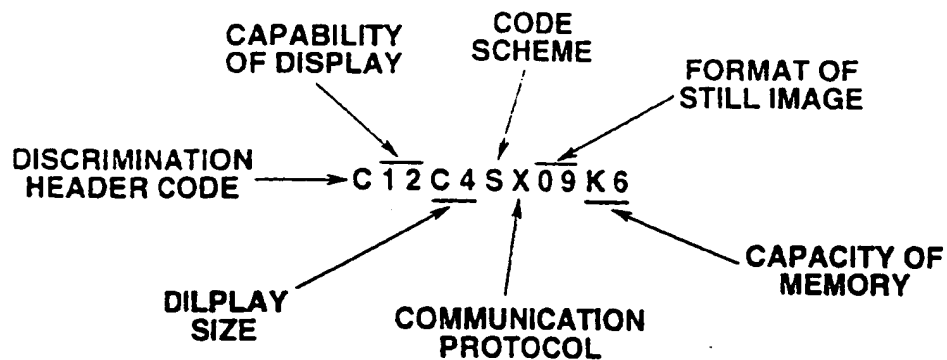 CAPABILITY
OF DISPLAY
CODE
SCHEME
FORMAT OF
STILL IMAGE
DISCRIMINATION
HEADER CODE
C 1 2 C 4 S X 0 9 K 6
DILPLAY
SIZE
COMMUNICATION
PROTOCOL
CAPACITY OF
MEMORY